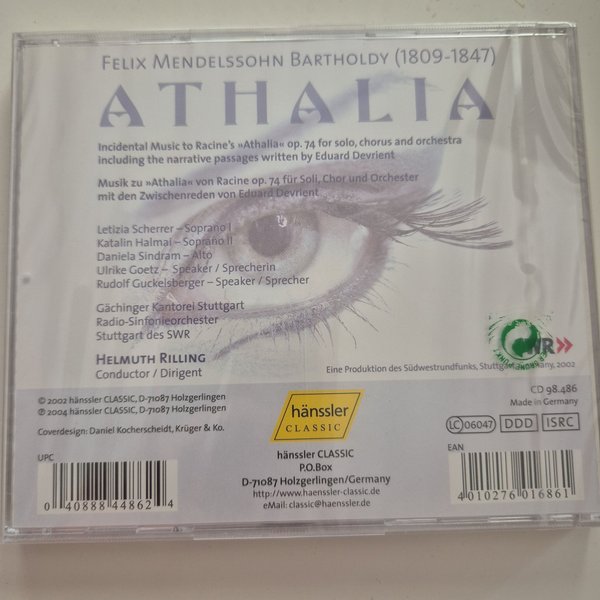 FELIX MENDELSSOHN BARTHOLDY (1809-1847)
ATHALIA
Incidental Music to Racine's »Athalia« op. 74 for solo, chorus and orchestra
including the narrative passages written by Eduard Devrient
Musik zu »Athalia« von Racine op. 74 für Soli, Chor und Orchester
mit den Zwischenreden von Eduard Devrient
Letizia Scherrer – Soprano I
Katalin Halmai – Soprano II
Daniela Sindram – Alto
Ulrike Goetz – Speaker / Sprecherin
Rudolf Guckelsberger – Speaker / Sprecher
Gächinger Kantorei Stuttgart
Radio-Sinfonieorchester
Stuttgart des SWR
HELMUTH RILLING
Conductor / Dirigent
Eine Produktion des Südwestrundfunks, Stuttgart, Germany, 2002
© 2002 hänssler CLASSIC, D-71087 Holzgerlingen
℗ 2004 hänssler CLASSIC, D-71087 Holzgerlingen
Coverdesign: Daniel Kocherscheidt, Krüger & Ko.
hänssler
CLASSIC
CD 98.486
Made in Germany
LC 06047 DDD ISRC
UPC
0 40888 44862 4
hänssler CLASSIC
P.O.Box
D-71087 Holzgerlingen/Germany
http://www.haenssler-classic.de
eMail: classic@haenssler.de
EAN
4 010276 016861